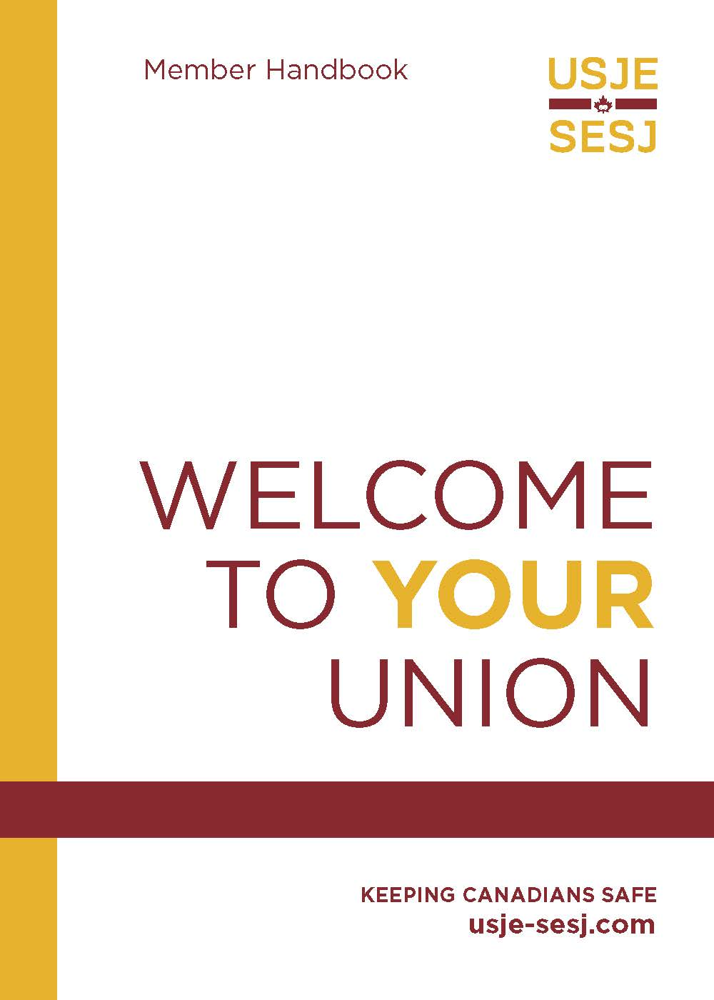 Member Handbook
USJE
SESJ
WELCOME
TO YOUR
UNION
KEEPING CANADIANS SAFE
usje-sesj.com